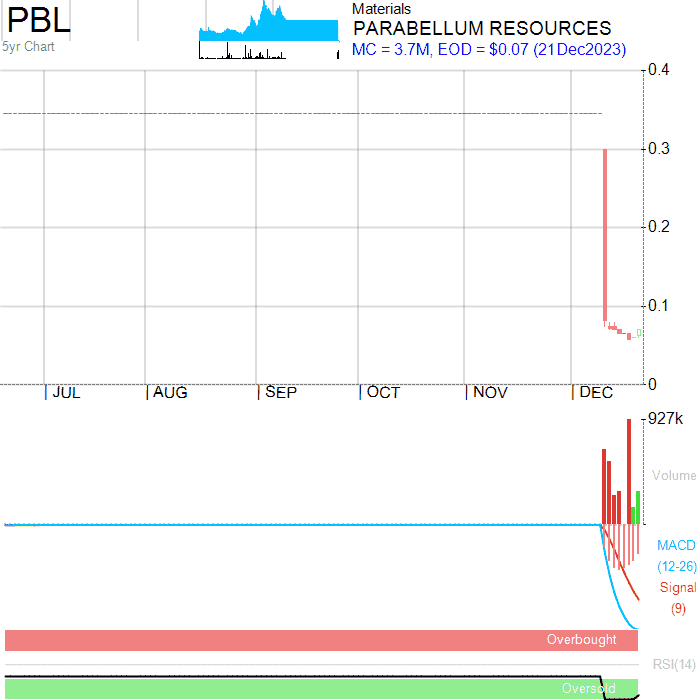 PBL
5yr Chart
Materials
PARABELLUM RESOURCES
MC = 3.7M, EOD = $0.07 (21Dec2023)
0.4
0.3
0.2
0.1
0
JUL
AUG
SEP
OCT
NOV
DEC
927k
Volume
MACD
(12-26)
Signal
(9)
Overbought
RSI(14)
Oversold